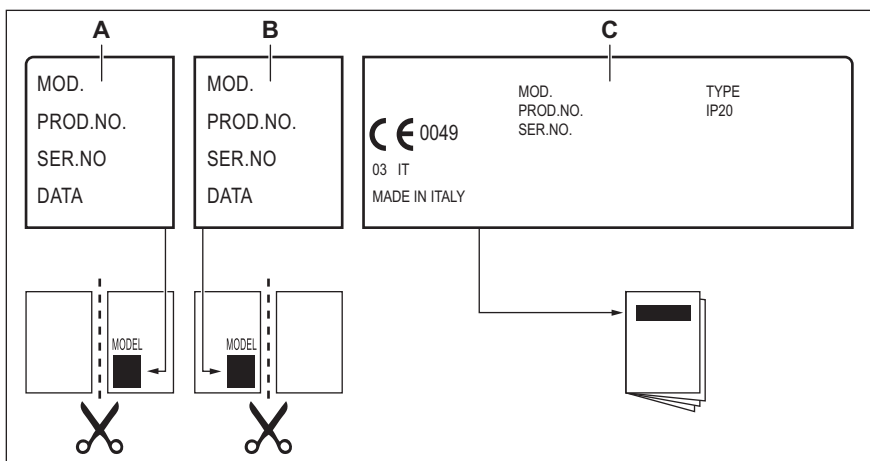 A
B
C
MOD.
PROD.NO.
SER.NO
DATA
MOD.
PROD.NO.
SER.NO
DATA
MOD.
PROD.NO.
SER.NO.
TYPE
IP20
CE 0049
03 IT
MADE IN ITALY
MODEL
MODEL